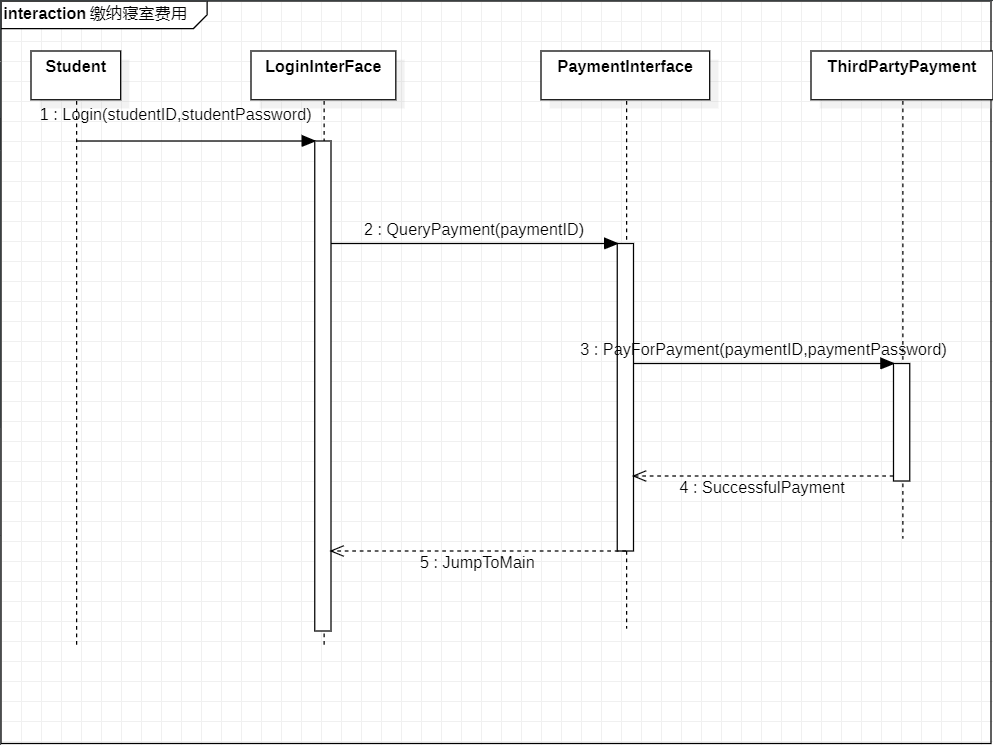 interaction 缴纳寝室费用
Student
LoginInterFace
PaymentInterface
ThirdPartyPayment
1 : Login(studentID,studentPassword)
2 : QueryPayment(paymentID)
3 : PayForPayment(paymentID,paymentPassword)
4 : SuccessfulPayment
5 : JumpToMain